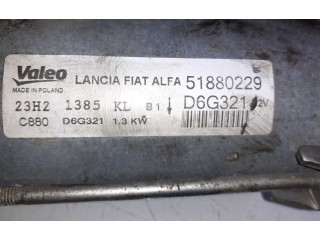 Valeo LANCIA FIAT ALFA 51880229
MADE IN POLAND
23H2 1385 KL B1 ↓ D6G321 12V
C880 D6G321 1,3 KW